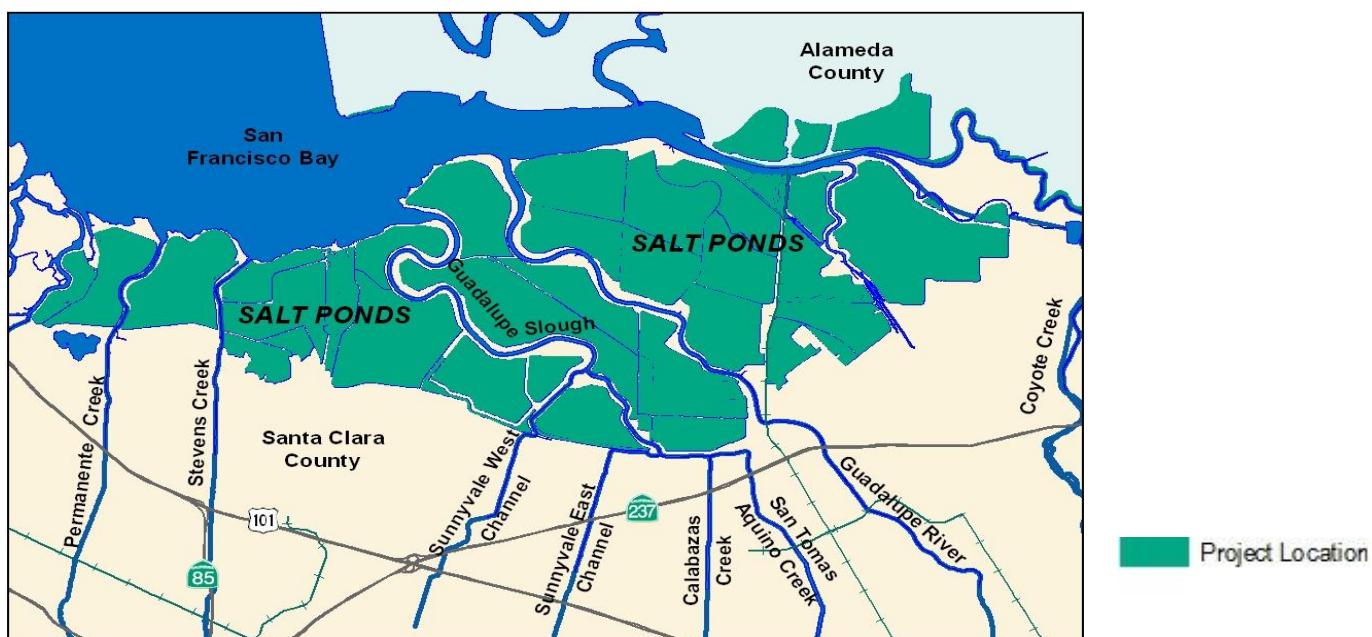 Alameda
County
San
Francisco Bay
SALT PONDS
SALT PONDS
Guadalupe Slough
Coyote Creek
Permanente Creek
Stevens Creek
Santa Clara
County
Sunnyvale West
Channel
Sunnyvale East
Channel
Calabazas
Creek
San Tomas
Aquino Creek
Guadalupe River
101
237
85
Project Location